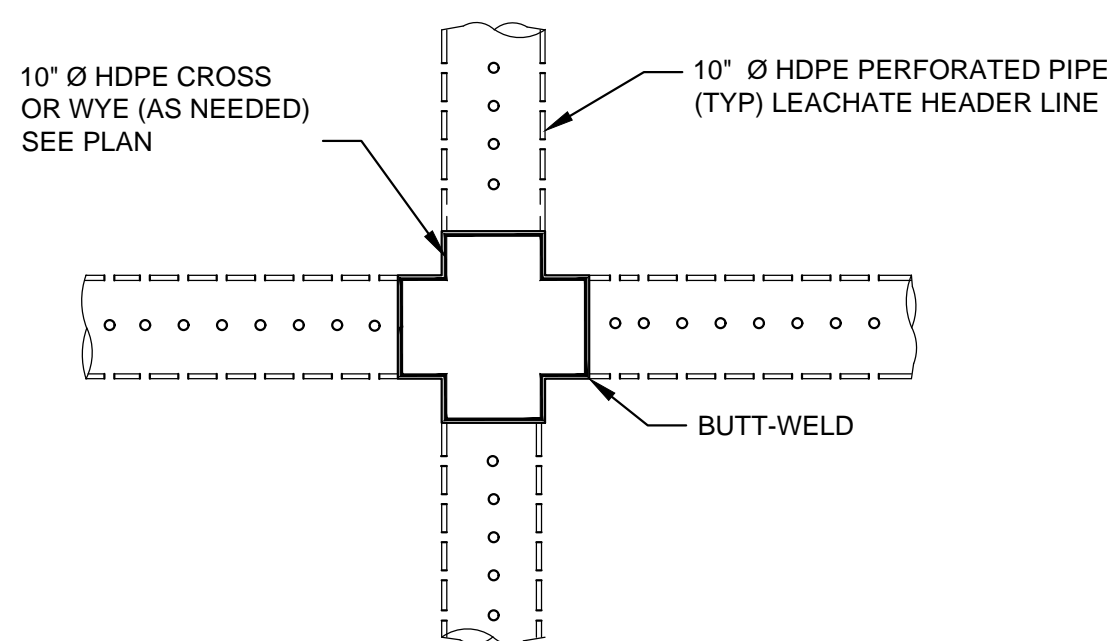 10" Ø HDPE CROSS
OR WYE (AS NEEDED)
SEE PLAN
10" Ø HDPE PERFORATED PIPE
(TYP) LEACHATE HEADER LINE
BUTT-WELD